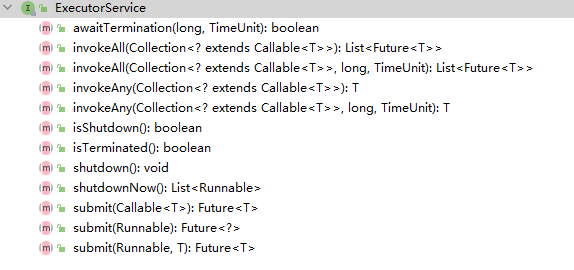 ExecutorService
awaitTermination(long, TimeUnit): boolean
invokeAll(Collection<? extends Callable<T>>): List<Future<T>>
invokeAll(Collection<? extends Callable<T>>, long, TimeUnit): List<Future<T>>
invokeAny(Collection<? extends Callable<T>>): T
invokeAny(Collection<? extends Callable<T>>, long, TimeUnit): T
isShutdown(): boolean
isTerminated(): boolean
shutdown(): void
shutdownNow(): List<Runnable>
submit(Callable<T>): Future<T>
submit(Runnable): Future<?>
submit(Runnable, T): Future<T>